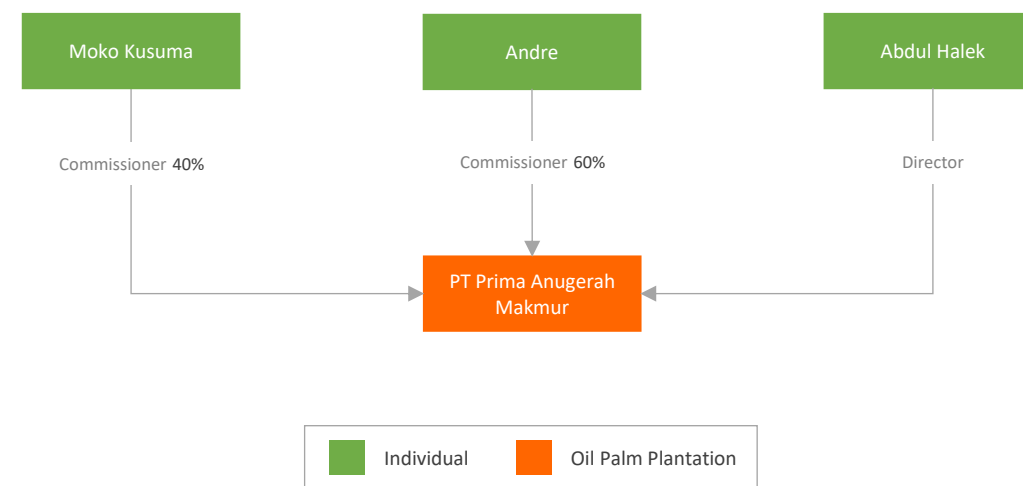 Moko Kusuma
Andre
Abdul Halek
Commissioner 40%
Commissioner 60%
Director
PT Prima Anugerah
Makmur
Individual
Oil Palm Plantation